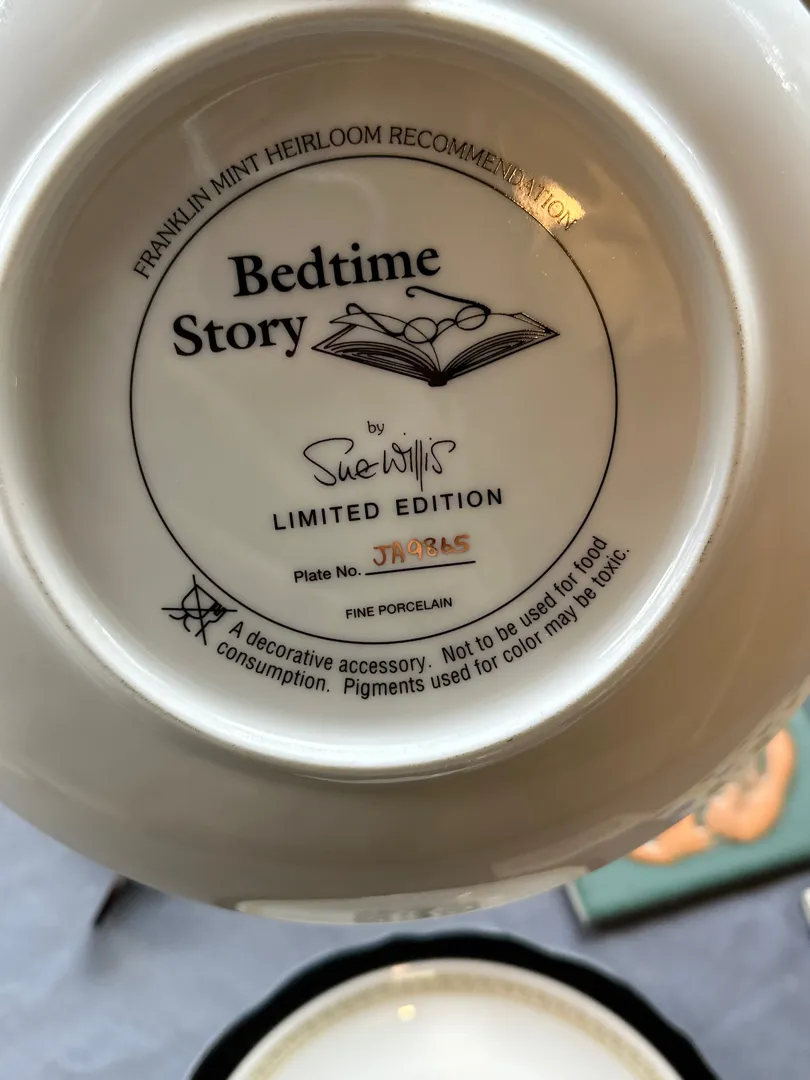 FRANKLIN MINT HEIRLOOM RECOMMENDATION
Bedtime
Story
by
Sue Willis
LIMITED EDITION
Plate No. JA9865
FINE PORCELAIN
A decorative accessory. Not to be used for food
consumption. Pigments used for color may be toxic.